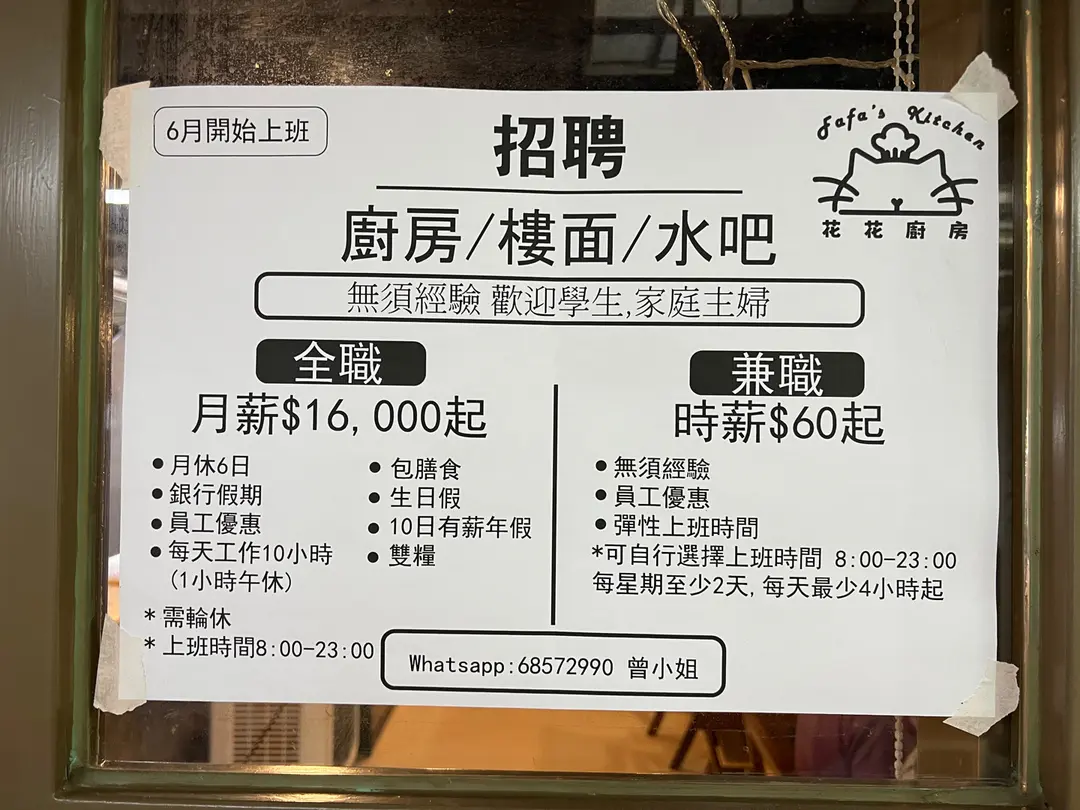 6月開始上班
招聘
Fafa's Kitchen
花花廚房
廚房/樓面/水吧
無須經驗 歡迎學生,家庭主婦
全職
月薪$16,000起
• 月休6日
• 銀行假期
• 員工優惠
• 每天工作10小時
(1小時午休)
• 包膳食
• 生日假
• 10日有薪年假
• 雙糧
* 需輪休
* 上班時間8:00-23:00
兼職
時薪$60起
• 無須經驗
• 員工優惠
• 彈性上班時間
*可自行選擇上班時間 8:00-23:00
每星期至少2天,每天最少4小時起
Whatsapp:68572990 曾小姐